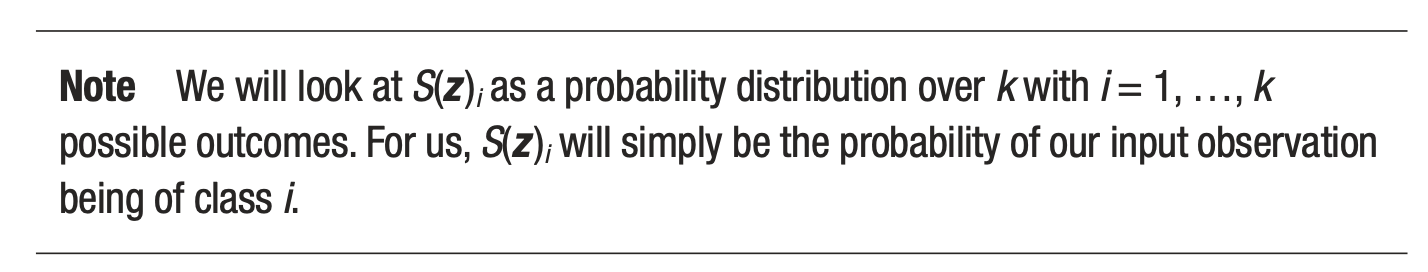 Note We will look at S(z)i as a probability distribution over k with i = 1, …, k
possible outcomes. For us, S(z)i will simply be the probability of our input observation
being of class i.